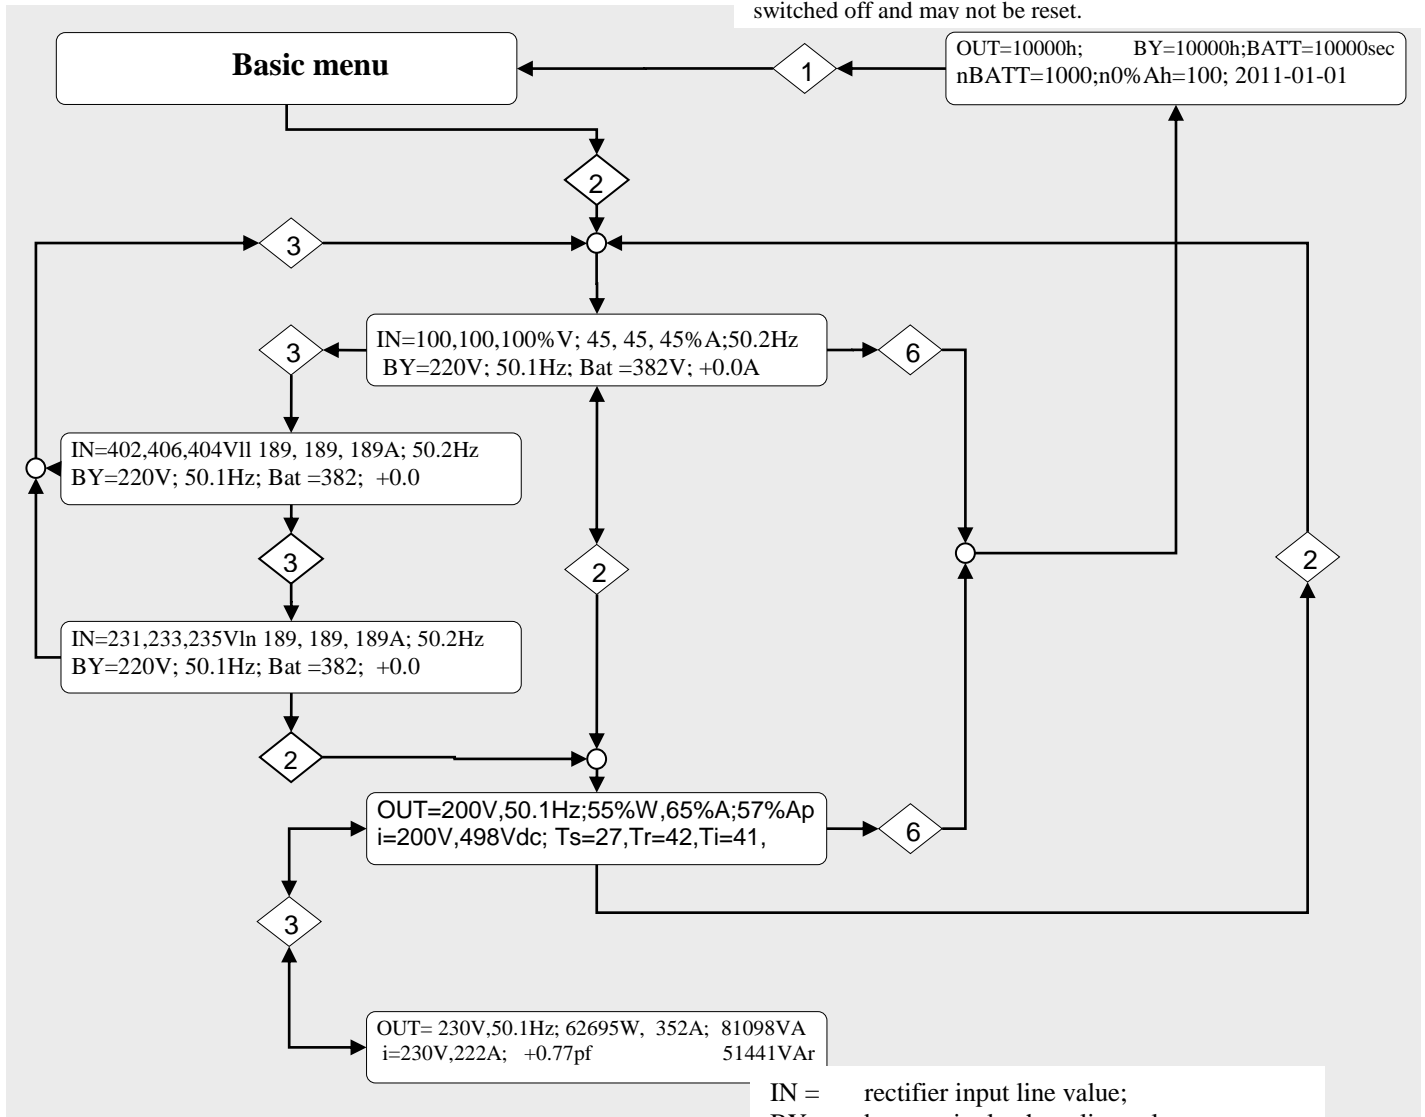 switched off and may not be reset.
Basic menu
1
OUT=10000h; BY=10000h;BATT=10000sec
nBATT=1000;n0%Ah=100; 2011-01-01
2
3
3
IN=100,100,100%V; 45, 45, 45%A;50.2Hz
BY=220V; 50.1Hz; Bat =382V; +0.0A
6
IN=402,406,404Vll 189, 189, 189A; 50.2Hz
BY=220V; 50.1Hz; Bat =382; +0.0
3
2
2
IN=231,233,235Vln 189, 189, 189A; 50.2Hz
BY=220V; 50.1Hz; Bat =382; +0.0
2
OUT=200V,50.1Hz;55%W,65%A;57%Ap
i=200V,498Vdc; Ts=27,Tr=42,Ti=41,
6
3
OUT= 230V,50.1Hz; 62695W, 352A; 81098VA
i=230V,222A; +0.77pf 51441VAr
IN = rectifier input line value;